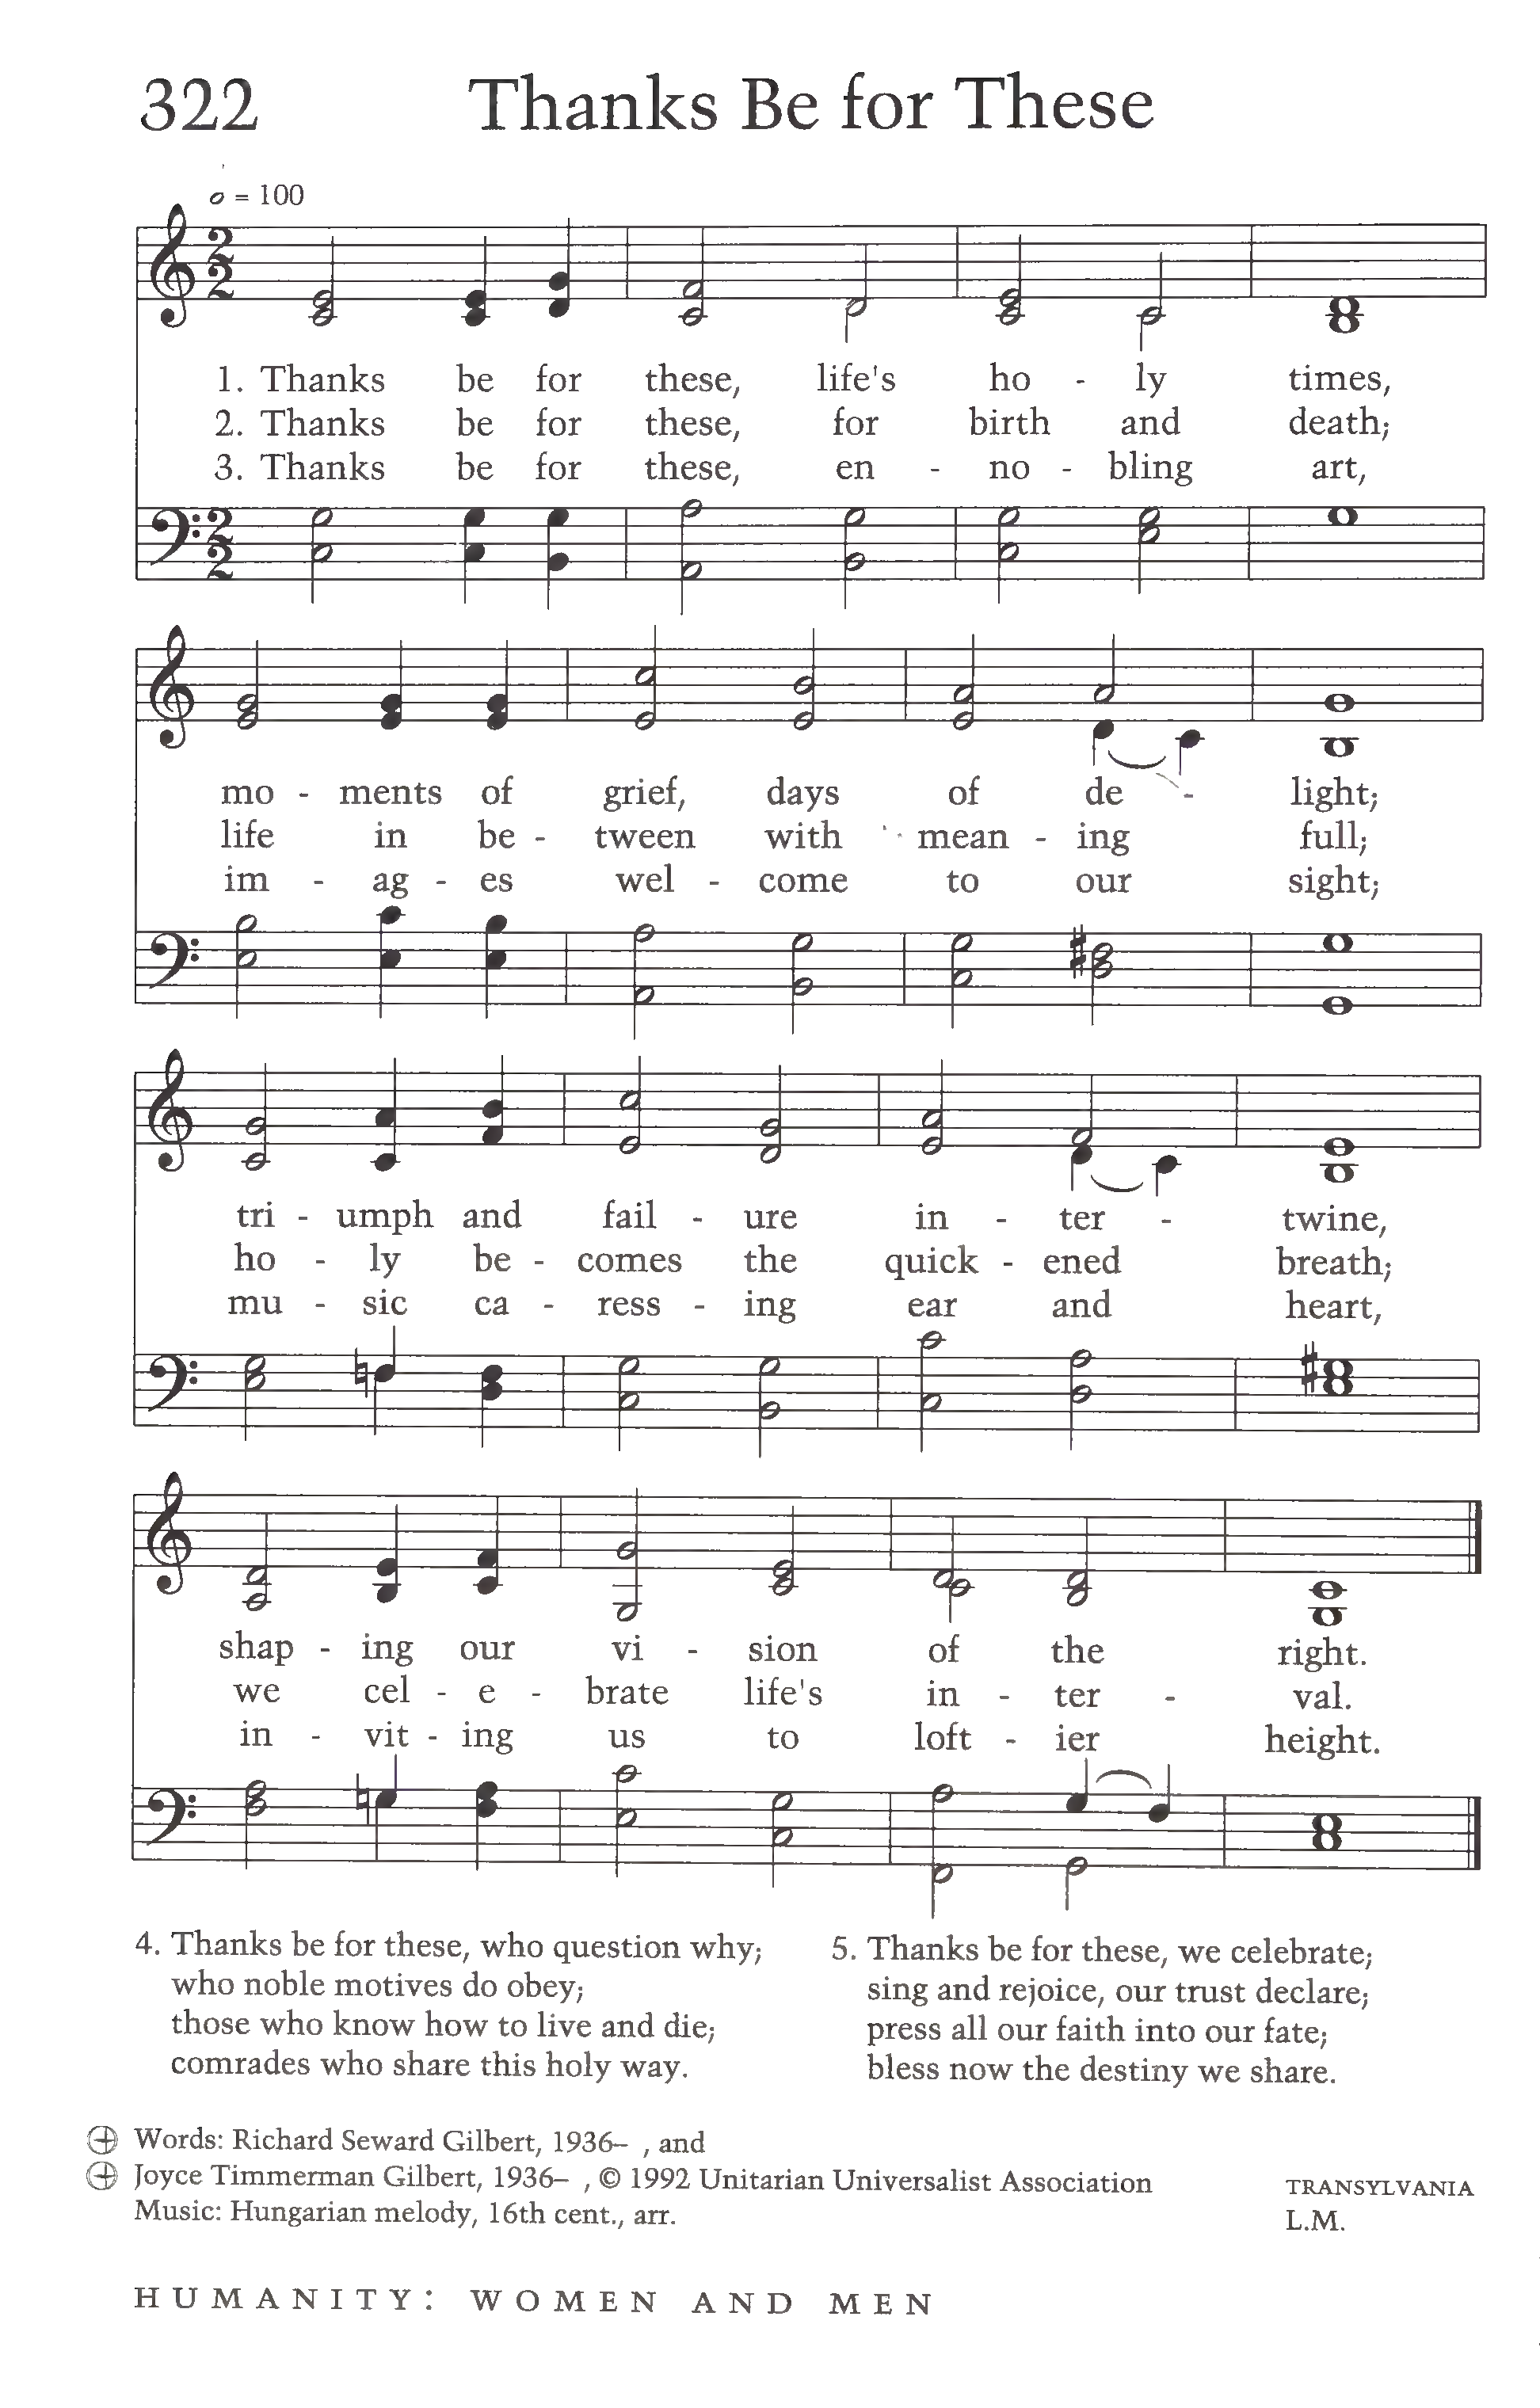 322 Thanks Be for These
= 100
1. Thanks be for these, life's ho - ly times,
2. Thanks be for these, for birth and death;
3. Thanks be for these, en - no - bling art,
mo - ments of grief, days of de - light;
life in be - tween with mean - ing full;
im - ag - es wel - come to our sight;
tri - umph and fail - ure in - ter - twine,
ho - ly be - comes the quick - ened breath;
mu - sic ca - ress - ing ear and heart,
shap - ing our vi - sion of the right.
we cel - e - brate life's in - ter - val.
in - vit - ing us to loft - ier height.
4. Thanks be for these, who question why;
who noble motives do obey;
those who know how to live and die;
comrades who share this holy way.
5. Thanks be for these, we celebrate;
sing and rejoice, our trust declare;
press all our faith into our fate;
bless now the destiny we share.
Words: Richard Seward Gilbert, 1936– , and
Joyce Timmerman Gilbert, 1936– , © 1992 Unitarian Universalist Association
Music: Hungarian melody, 16th cent., arr.
TRANSYLVANIA
L.M.
HUMANITY: WOMEN AND MEN